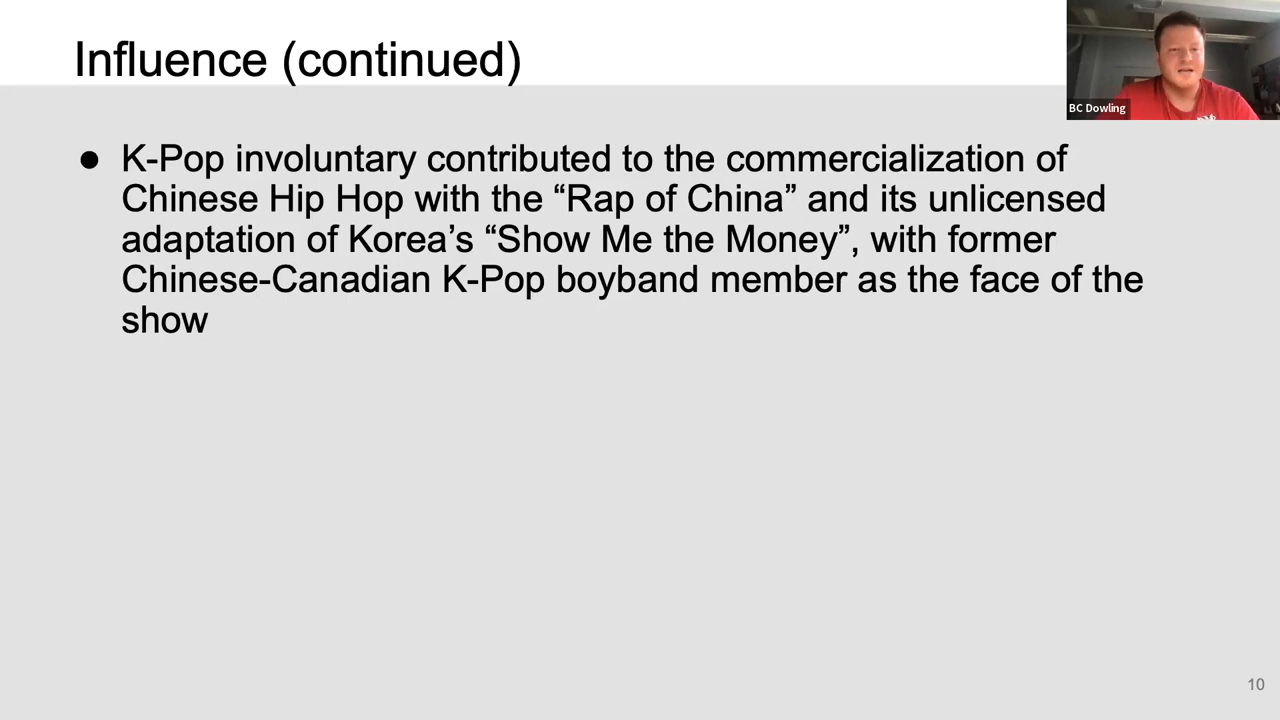 Influence (continued)
BC Dowling
● K-Pop involuntary contributed to the commercialization of
Chinese Hip Hop with the “Rap of China” and its unlicensed
adaptation of Korea’s “Show Me the Money”, with former
Chinese-Canadian K-Pop boyband member as the face of the
show
10